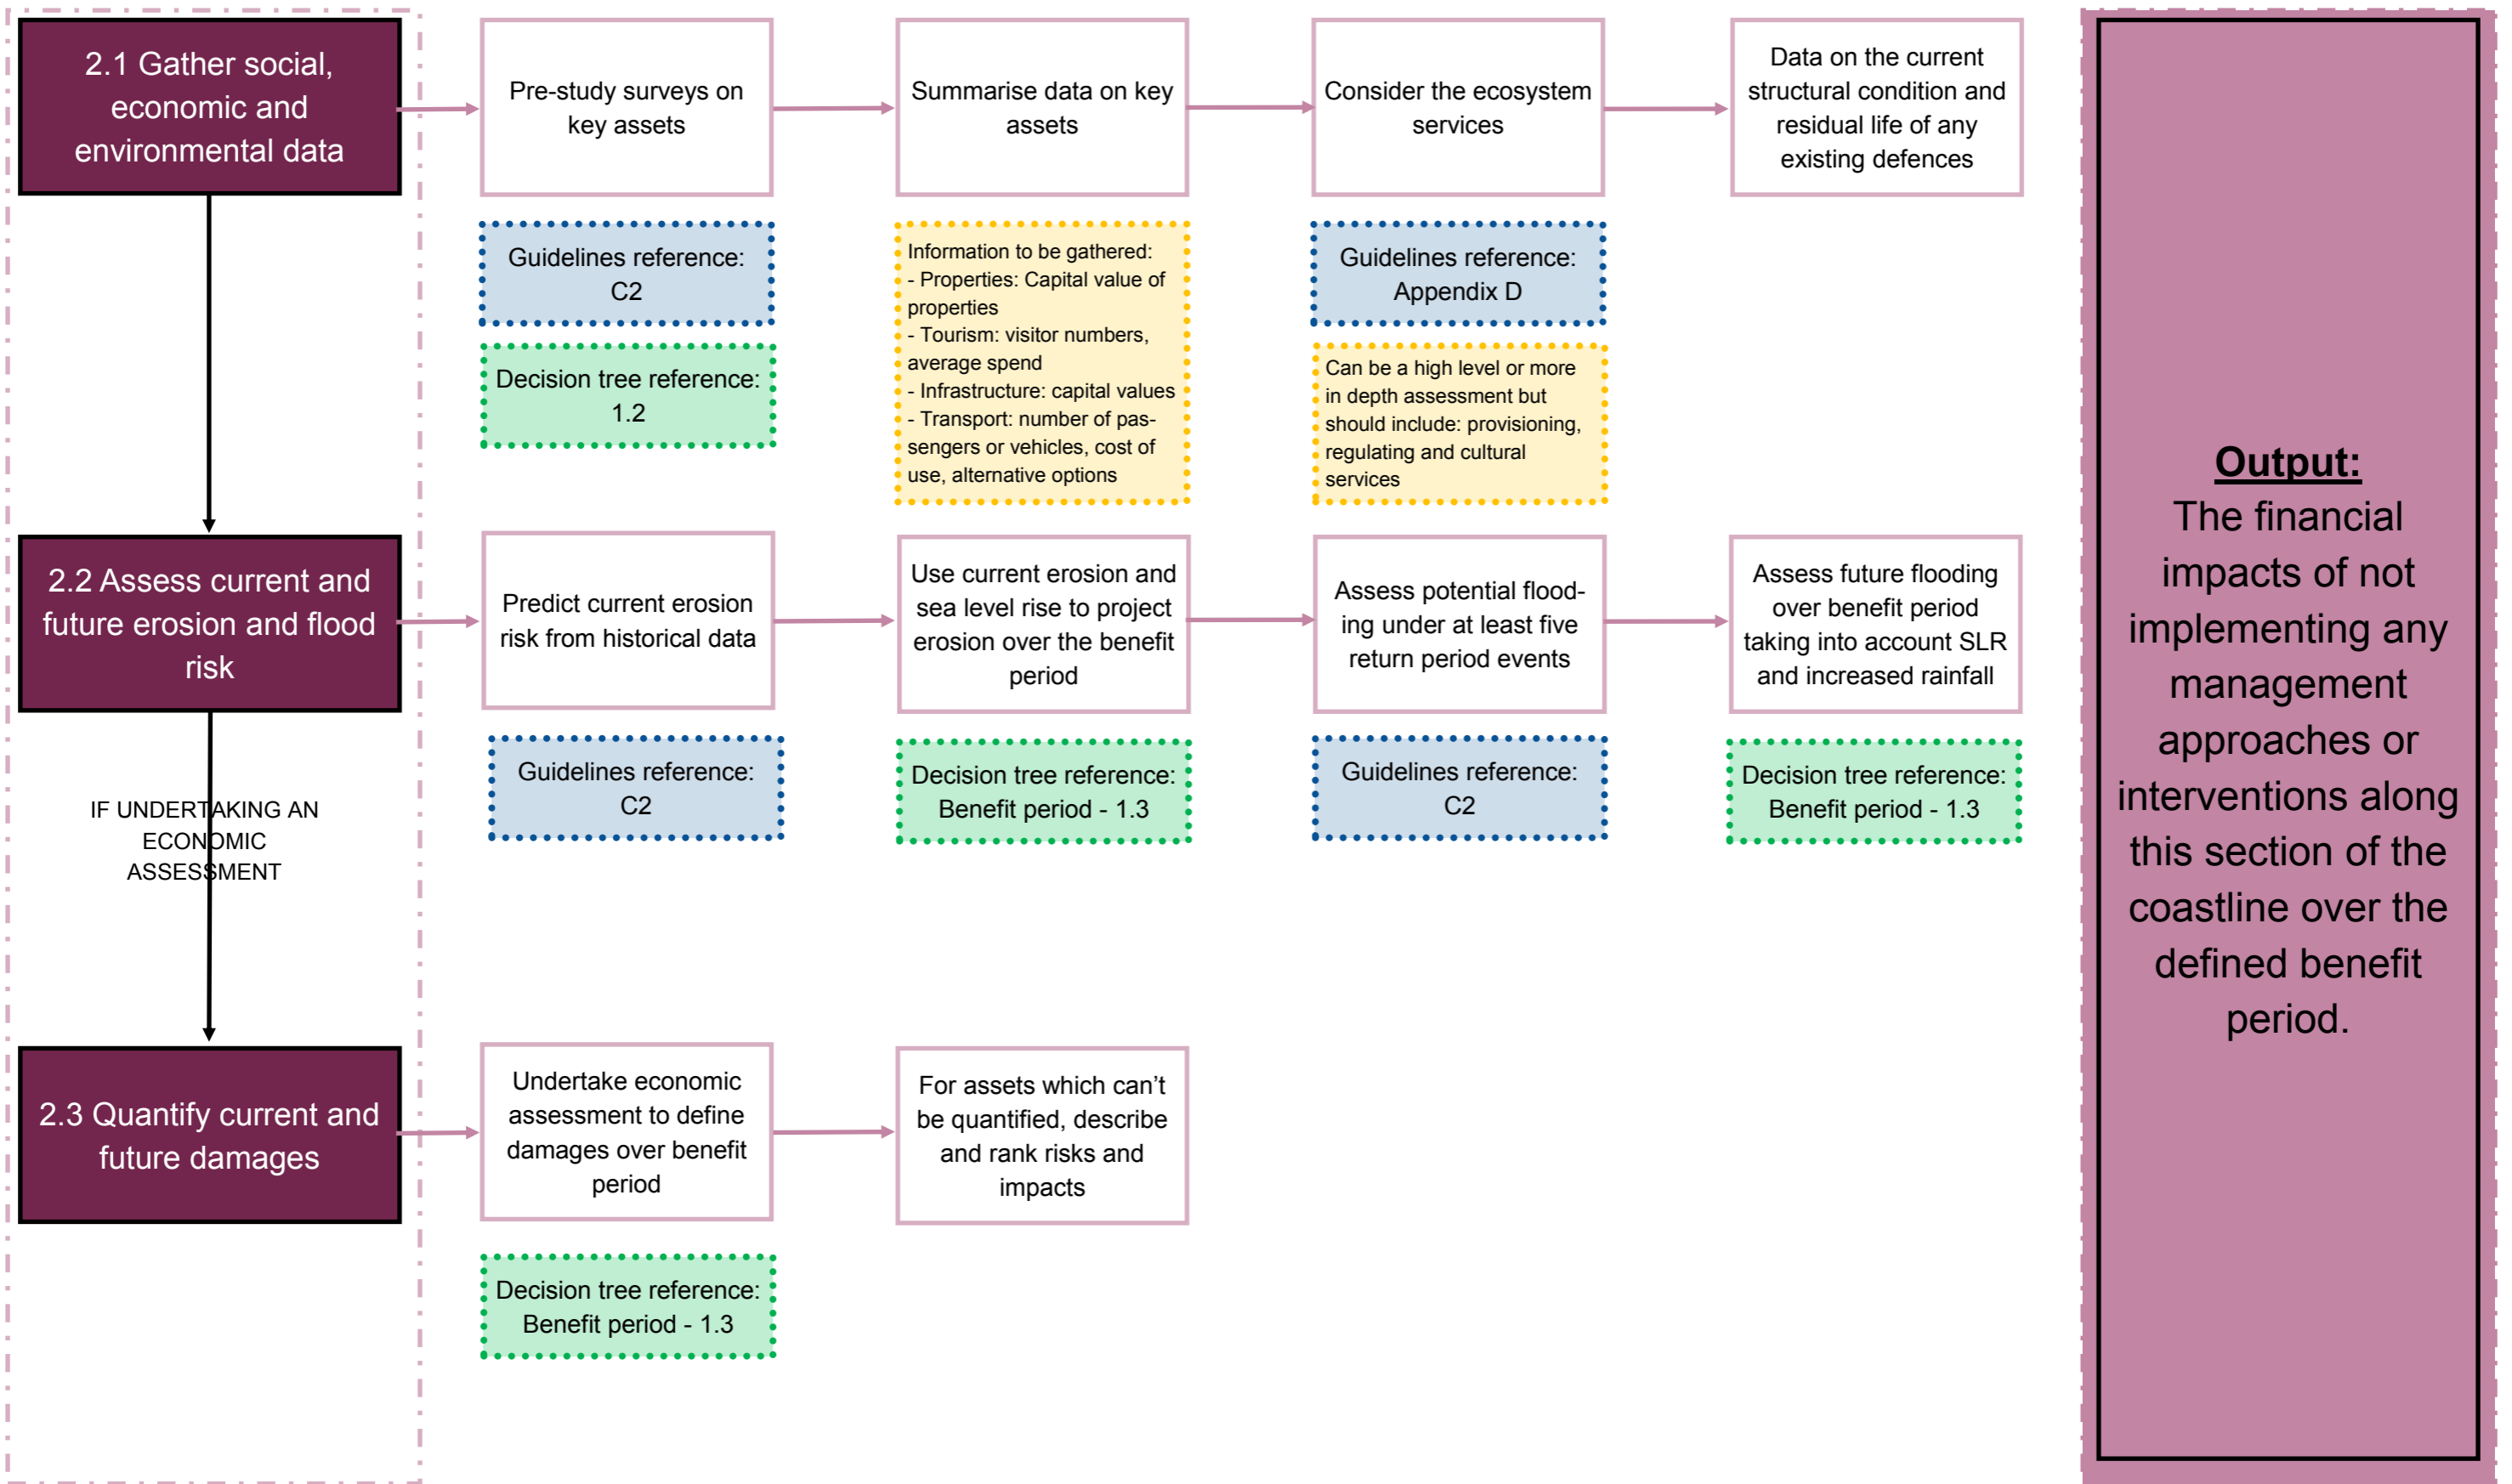 2.1 Gather social,
economic and
environmental data
Pre-study surveys on
key assets
Summarise data on key
assets
Consider the ecosystem
services
Data on the current
structural condition and
residual life of any
existing defences
Guidelines reference:
C2
Decision tree reference:
1.2
Information to be gathered:
- Properties: Capital value of
properties
- Tourism: visitor numbers,
average spend
- Infrastructure: capital values
- Transport: number of pas-
sengers or vehicles, cost of
use, alternative options
Guidelines reference:
Appendix D
Can be a high level or more
in depth assessment but
should include: provisioning,
regulating and cultural
services
2.2 Assess current and
future erosion and flood
risk
Predict current erosion
risk from historical data
Use current erosion and
sea level rise to project
erosion over the benefit
period
Assess potential flood-
ing under at least five
return period events
Assess future flooding
over benefit period
taking into account SLR
and increased rainfall
Guidelines reference:
C2
Decision tree reference:
Benefit period - 1.3
Guidelines reference:
C2
Decision tree reference:
Benefit period - 1.3
IF UNDERTAKING AN
ECONOMIC
ASSESSMENT
2.3 Quantify current and
future damages
Undertake economic
assessment to define
damages over benefit
period
For assets which can’t
be quantified, describe
and rank risks and
impacts
Decision tree reference:
Benefit period - 1.3
Output:
The financial
impacts of not
implementing any
management
approaches or
interventions along
this section of the
coastline over the
defined benefit
period.